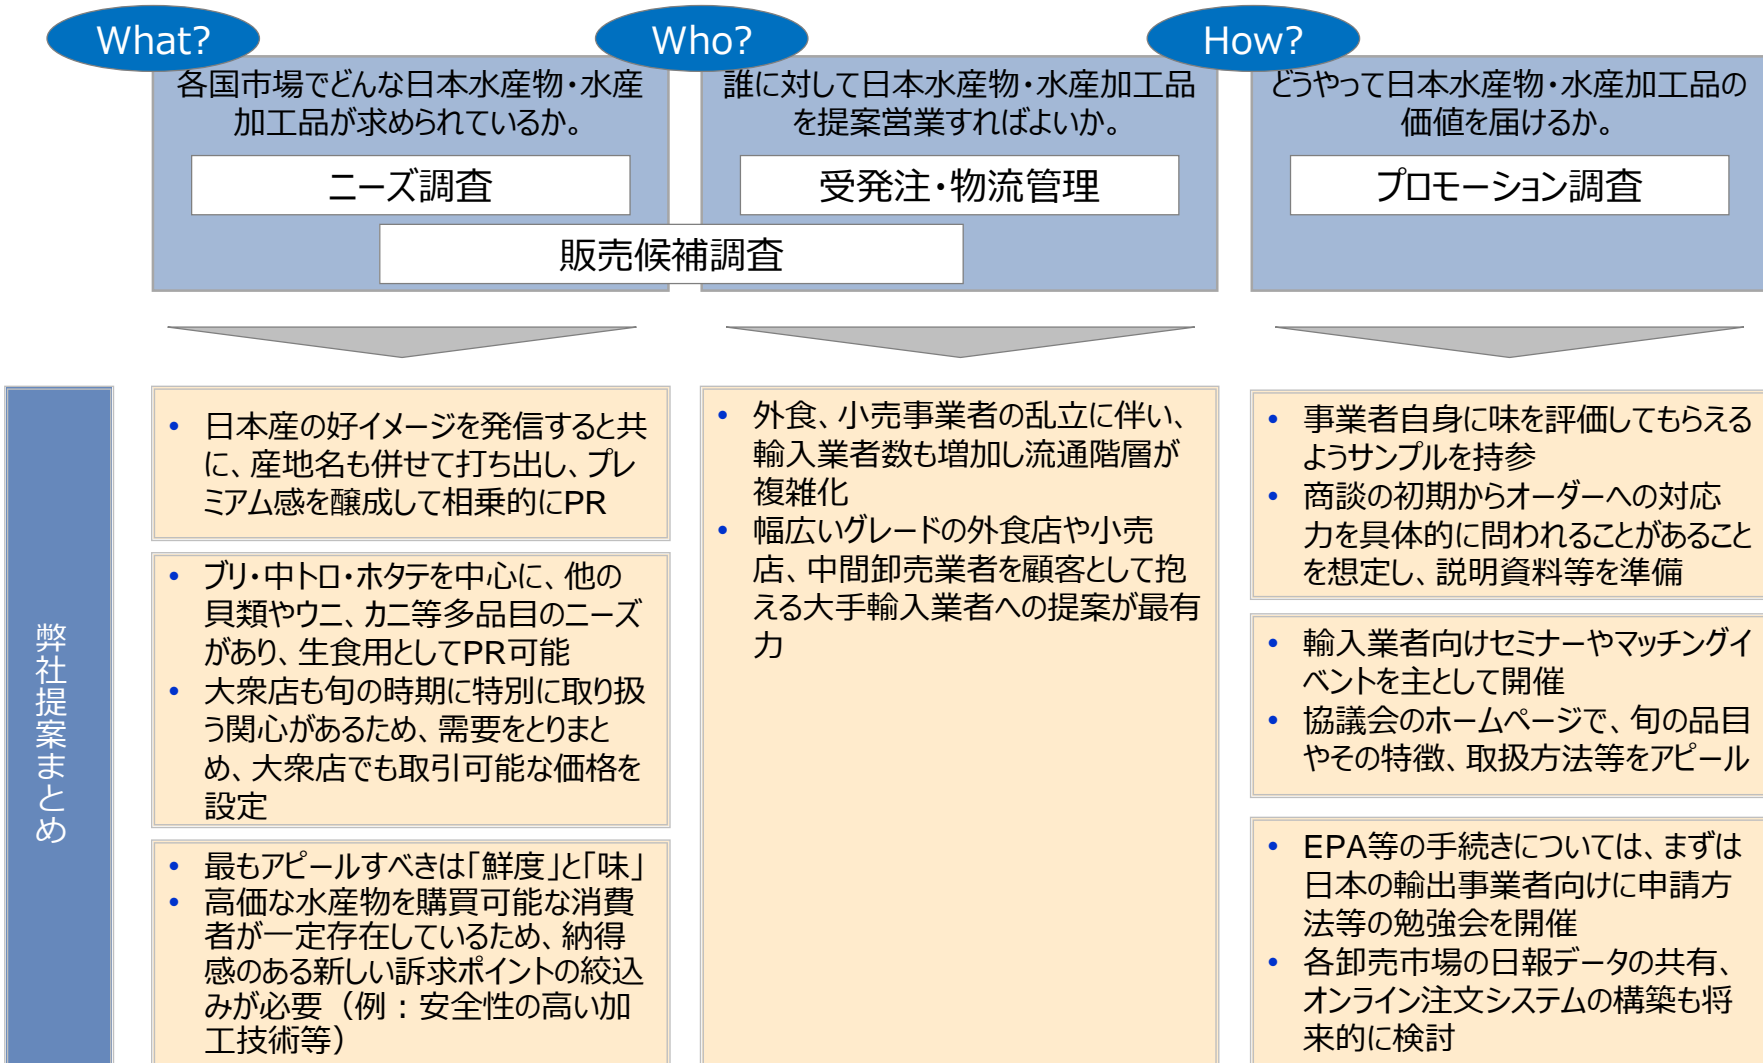 What?
各国市場でどんな日本水産物・水産
加工品が求められているか。
ニーズ調査
Who?
誰に対して日本水産物・水産加工品
を提案営業すればよいか。
受発注・物流管理
販売候補調査
How?
どうやって日本水産物・水産加工品の
価値を届けるか。
プロモーション調査
弊社提案まとめ
• 日本産の好イメージを発信すると共
に、産地名も併せて打ち出し、プレ
ミアム感を醸成して相乗的にPR
• ブリ・中トロ・ホタテを中心に、他の
貝類やウニ、カニ等多品目のニーズ
があり、生食用としてPR可能
• 大衆店も旬の時期に特別に取り扱
う関心があるため、需要をとりまと
め、大衆店でも取引可能な価格を
設定
• 最もアピールすべきは「鮮度」と「味」
• 高価な水産物を購買可能な消費
者が一定存在しているため、納得
感のある新しい訴求ポイントの絞込
みが必要（例：安全性の高い加
工技術等）
• 外食、小売事業者の乱立に伴い、
輸入業者数も増加し流通階層が
複雑化
• 幅広いグレードの外食店や小売
店、中間卸売業者を顧客として抱
える大手輸入業者への提案が最有
力
• 事業者自身に味を評価してもらえる
ようサンプルを持参
• 商談の初期からオーダーへの対応
力を具体的に問われることがあること
を想定し、説明資料等を準備
• 輸入業者向けセミナーやマッチングイ
ベントを主として開催
• 協議会のホームページで、旬の品目
やその特徴、取扱方法等をアピール
• EPA等の手続きについては、まずは
日本の輸出事業者向けに申請方
法等の勉強会を開催
• 各卸売市場の日報データの共有、
オンライン注文システムの構築も将
来的に検討